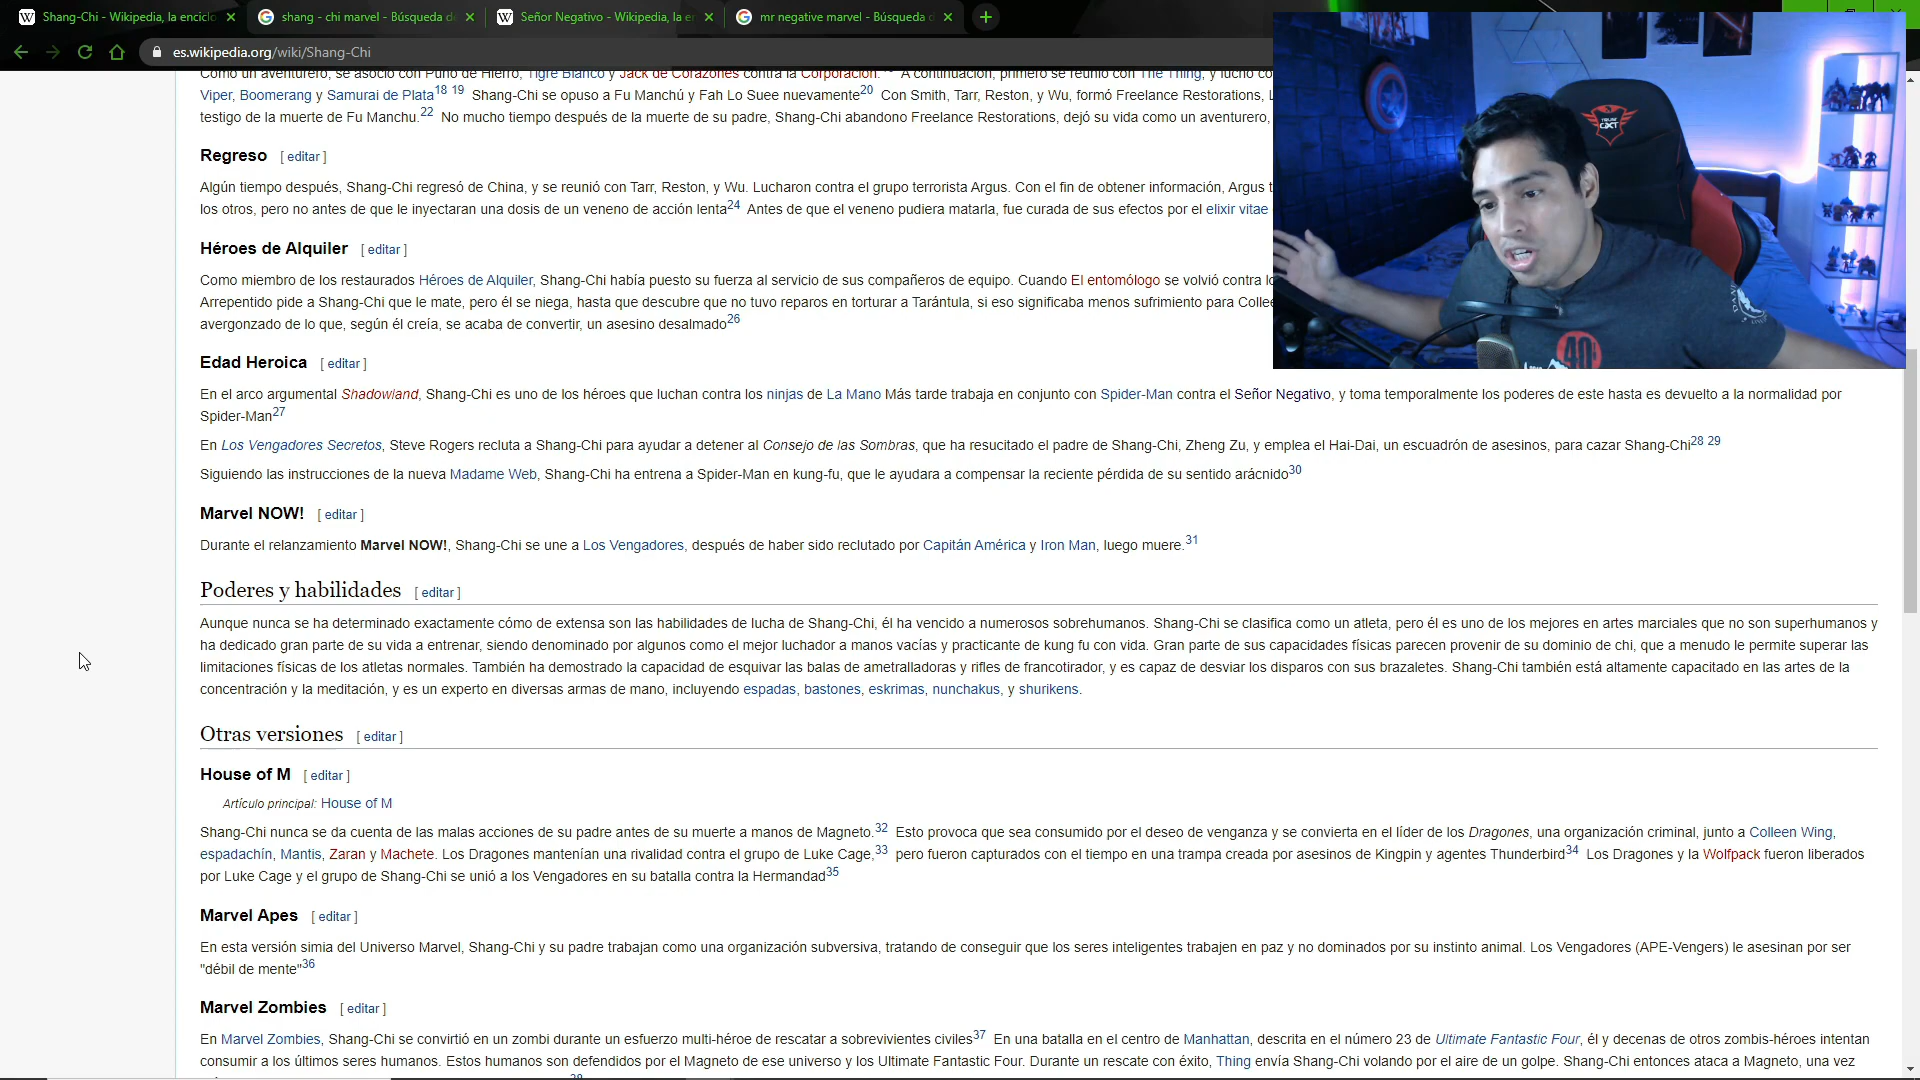 Shang-Chi - Wikipedia, la enciclo
shang - chi marvel - Búsqueda de
Señor Negativo - Wikipedia, la en
mr negative marvel - Búsqueda d
es.wikipedia.org/wiki/Shang-Chi
Como un aventurero, se asoció con Puño de Hierro, Tigre Blanco y Jack de Corazones contra la Corporación. A continuación, primero se reunió con The Thing, y luchó co
Viper, Boomerang y Samurai de Plata18 19 Shang-Chi se opuso a Fu Manchú y Fah Lo Suee nuevamente20 Con Smith, Tarr, Reston, y Wu, formó Freelance Restorations, L
testigo de la muerte de Fu Manchu.22 No mucho tiempo después de la muerte de su padre, Shang-Chi abandono Freelance Restorations, dejó su vida como un aventurero,
Regreso [ editar ]
Algún tiempo después, Shang-Chi regresó de China, y se reunió con Tarr, Reston, y Wu. Lucharon contra el grupo terrorista Argus. Con el fin de obtener información, Argus t
los otros, pero no antes de que le inyectaran una dosis de un veneno de acción lenta24 Antes de que el veneno pudiera matarla, fue curada de sus efectos por el elixir vitae
Héroes de Alquiler [ editar ]
Como miembro de los restaurados Héroes de Alquiler, Shang-Chi había puesto su fuerza al servicio de sus compañeros de equipo. Cuando El entomólogo se volvió contra lo
Arrepentido pide a Shang-Chi que le mate, pero él se niega, hasta que descubre que no tuvo reparos en torturar a Tarántula, si eso significaba menos sufrimiento para Collee
avergonzado de lo que, según él creía, se acaba de convertir, un asesino desalmado26
Edad Heroica [ editar ]
En el arco argumental Shadowland, Shang-Chi es uno de los héroes que luchan contra los ninjas de La Mano Más tarde trabaja en conjunto con Spider-Man contra el Señor Negativo, y toma temporalmente los poderes de este hasta es devuelto a la normalidad por
Spider-Man27
En Los Vengadores Secretos, Steve Rogers recluta a Shang-Chi para ayudar a detener al Consejo de las Sombras, que ha resucitado el padre de Shang-Chi, Zheng Zu, y emplea el Hai-Dai, un escuadrón de asesinos, para cazar Shang-Chi28 29
Siguiendo las instrucciones de la nueva Madame Web, Shang-Chi ha entrena a Spider-Man en kung-fu, que le ayudara a compensar la reciente pérdida de su sentido arácnido30
Marvel NOW! [ editar ]
Durante el relanzamiento Marvel NOW!, Shang-Chi se une a Los Vengadores, después de haber sido reclutado por Capitán América y Iron Man, luego muere.31
Poderes y habilidades [ editar ]
Aunque nunca se ha determinado exactamente cómo de extensa son las habilidades de lucha de Shang-Chi, él ha vencido a numerosos sobrehumanos. Shang-Chi se clasifica como un atleta, pero él es uno de los mejores en artes marciales que no son superhumanos y
ha dedicado gran parte de su vida a entrenar, siendo denominado por algunos como el mejor luchador a manos vacías y practicante de kung fu con vida. Gran parte de sus capacidades físicas parecen provenir de su dominio de chi, que a menudo le permite superar las
limitaciones físicas de los atletas normales. También ha demostrado la capacidad de esquivar las balas de ametralladoras y rifles de francotirador, y es capaz de desviar los disparos con sus brazaletes. Shang-Chi también está altamente capacitado en las artes de la
concentración y la meditación, y es un experto en diversas armas de mano, incluyendo espadas, bastones, eskrimas, nunchakus, y shurikens.
Otras versiones [ editar ]
House of M [ editar ]
Artículo principal: House of M
Shang-Chi nunca se da cuenta de las malas acciones de su padre antes de su muerte a manos de Magneto.32 Esto provoca que sea consumido por el deseo de venganza y se convierta en el líder de los Dragones, una organización criminal, junto a Colleen Wing,
espadachín, Mantis, Zaran y Machete. Los Dragones mantenían una rivalidad contra el grupo de Luke Cage,33 pero fueron capturados con el tiempo en una trampa creada por asesinos de Kingpin y agentes Thunderbird34 Los Dragones y la Wolfpack fueron liberados
por Luke Cage y el grupo de Shang-Chi se unió a los Vengadores en su batalla contra la Hermandad35
Marvel Apes [ editar ]
En esta versión simia del Universo Marvel, Shang-Chi y su padre trabajan como una organización subversiva, tratando de conseguir que los seres inteligentes trabajen en paz y no dominados por su instinto animal. Los Vengadores (APE-Vengers) le asesinan por ser
"débil de mente"36
Marvel Zombies [ editar ]
En Marvel Zombies, Shang-Chi se convirtió en un zombi durante un esfuerzo multi-héroe de rescatar a sobrevivientes civiles37 En una batalla en el centro de Manhattan, descrita en el número 23 de Ultimate Fantastic Four, él y decenas de otros zombis-héroes intentan
consumir a los últimos seres humanos. Estos humanos son defendidos por el Magneto de ese universo y los Ultimate Fantastic Four. Durante un rescate con éxito, Thing envía Shang-Chi volando por el aire de un golpe. Shang-Chi entonces ataca a Magneto, una vez